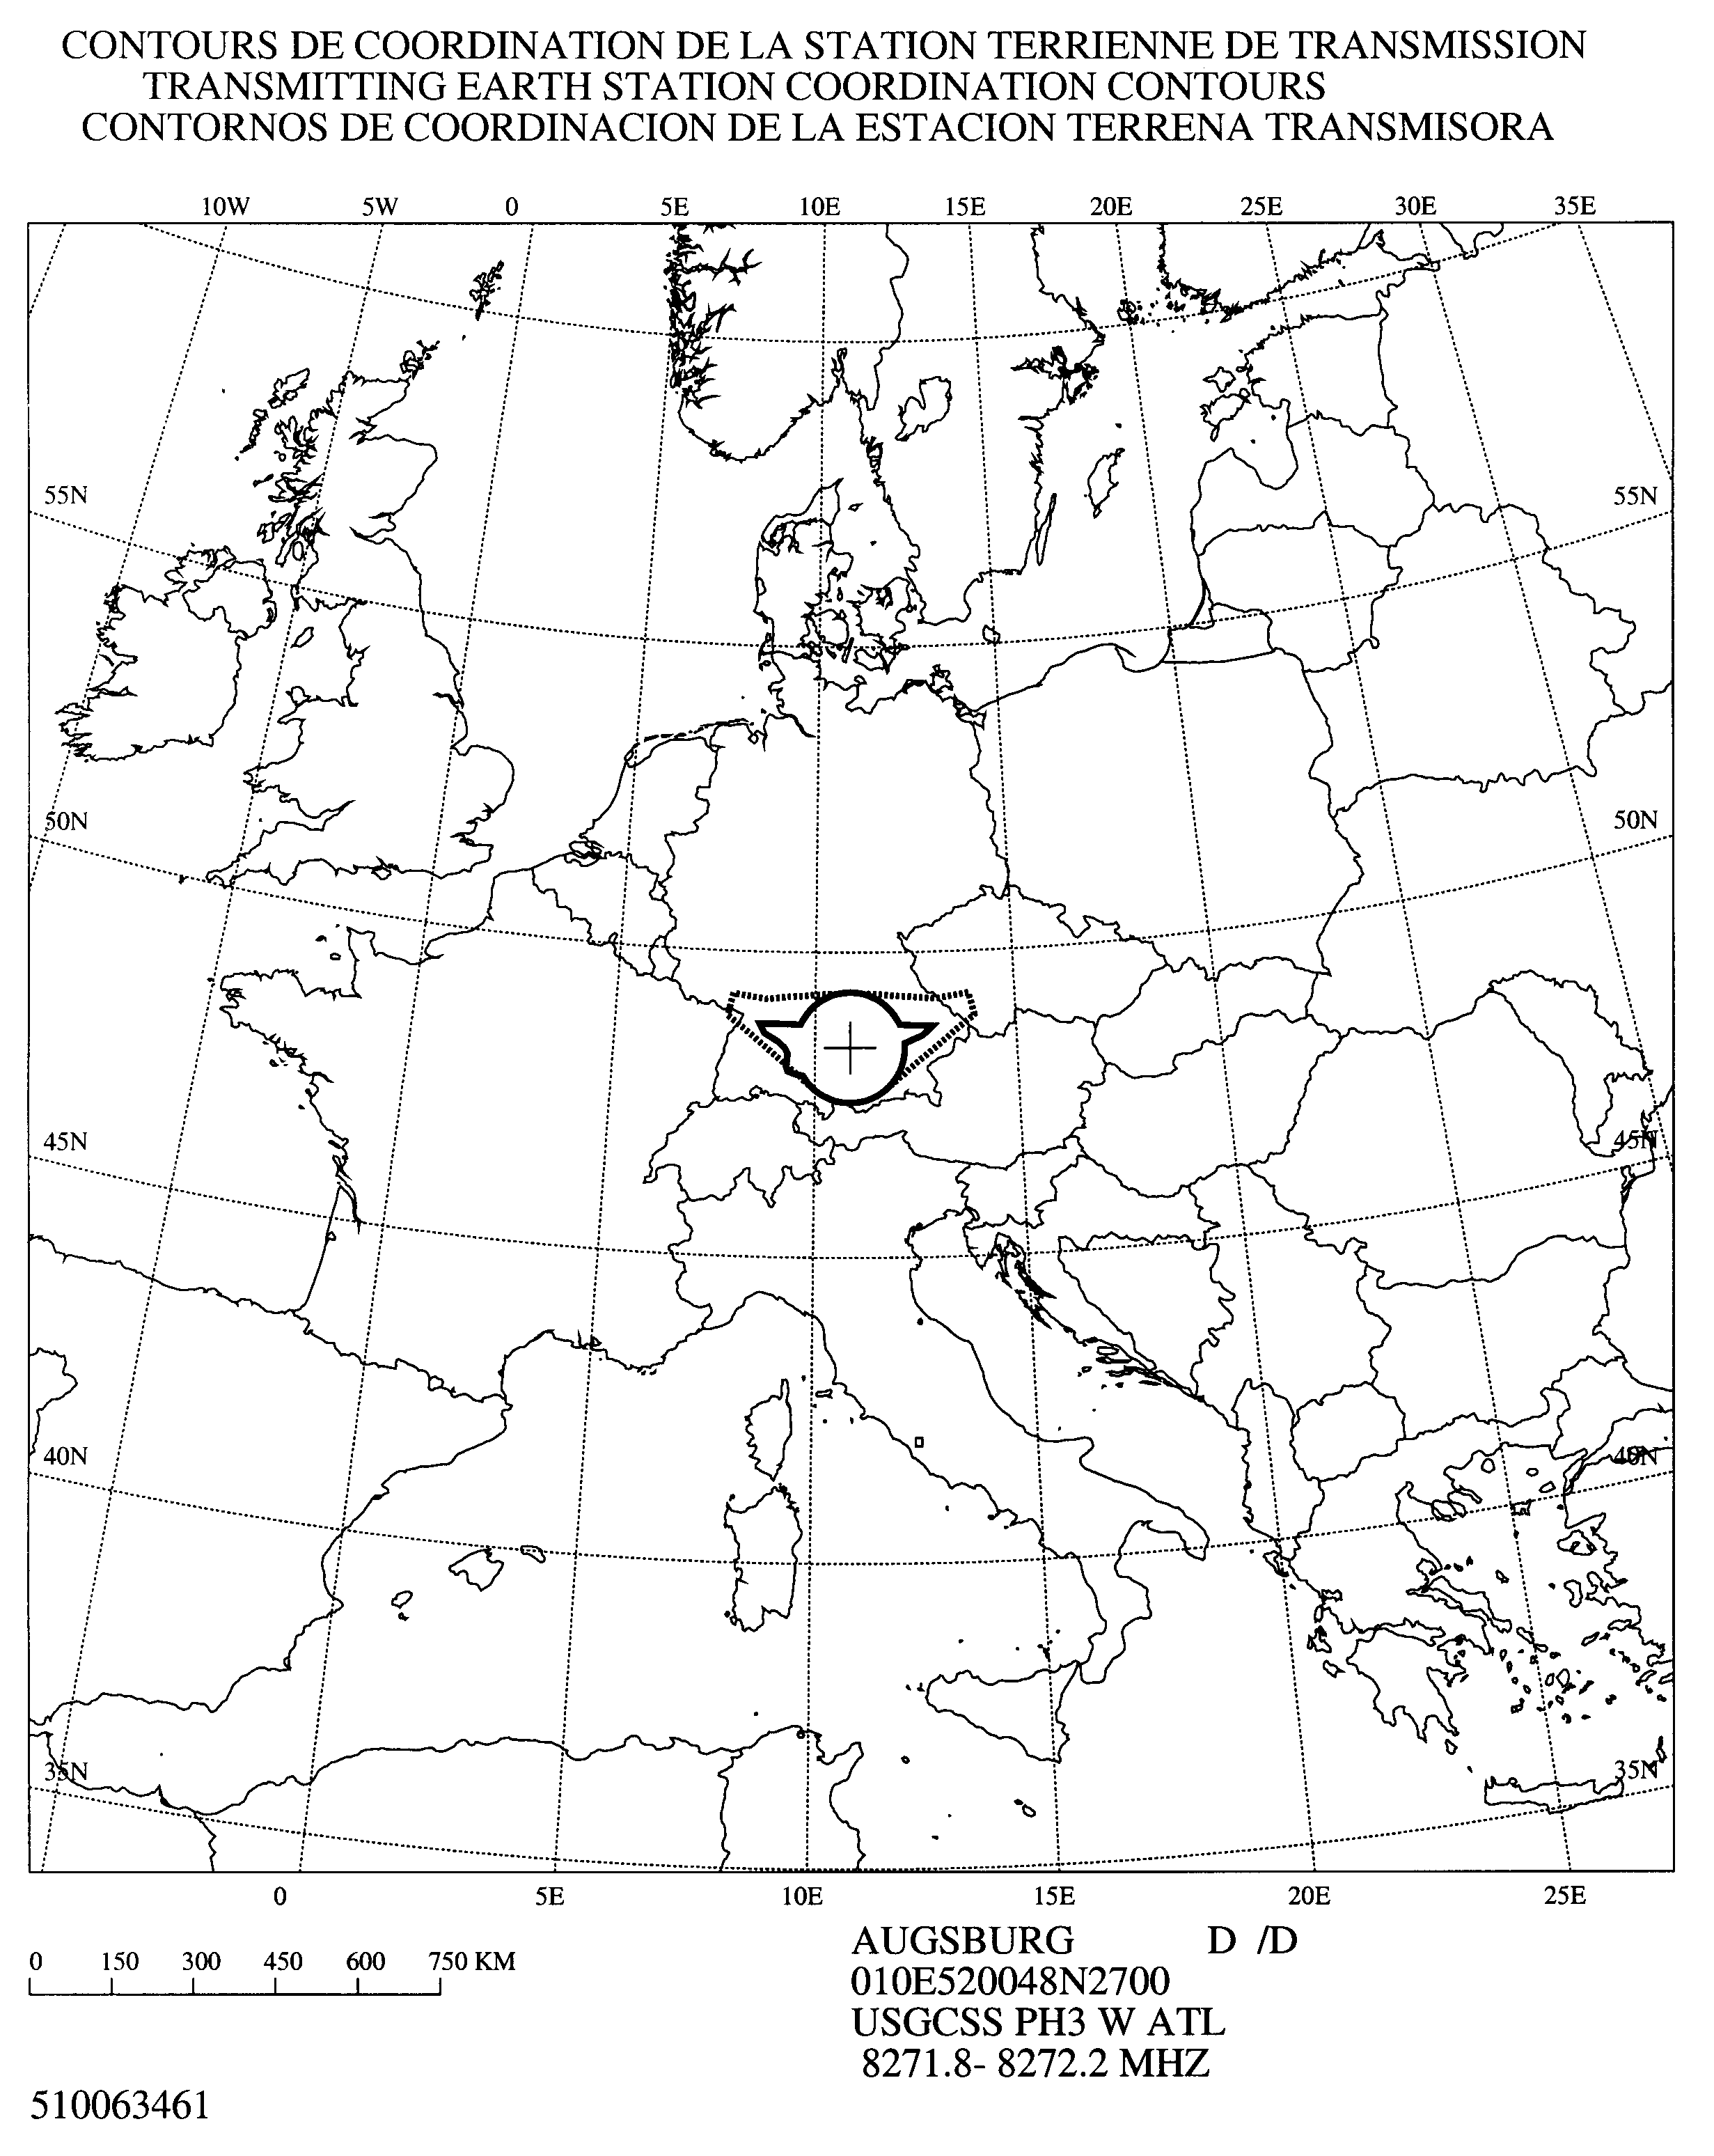 CONTOURS DE COORDINATION DE LA STATION TERRIENNE DE TRANSMISSION
TRANSMITTING EARTH STATION COORDINATION CONTOURS
CONTORNOS DE COORDINACION DE LA ESTACION TERRENA TRANSMISORA
10W 5W 0 5E 10E 15E 20E 25E 30E 35E
55N 55N
50N 50N
45N 45N
40N 40N
35N 35N
0 5E 10E 15E 20E 25E
0 150 300 450 600 750 KM
AUGSBURG D /D
010E520048N2700
USGCSS PH3 W ATL
8271.8- 8272.2 MHZ
510063461